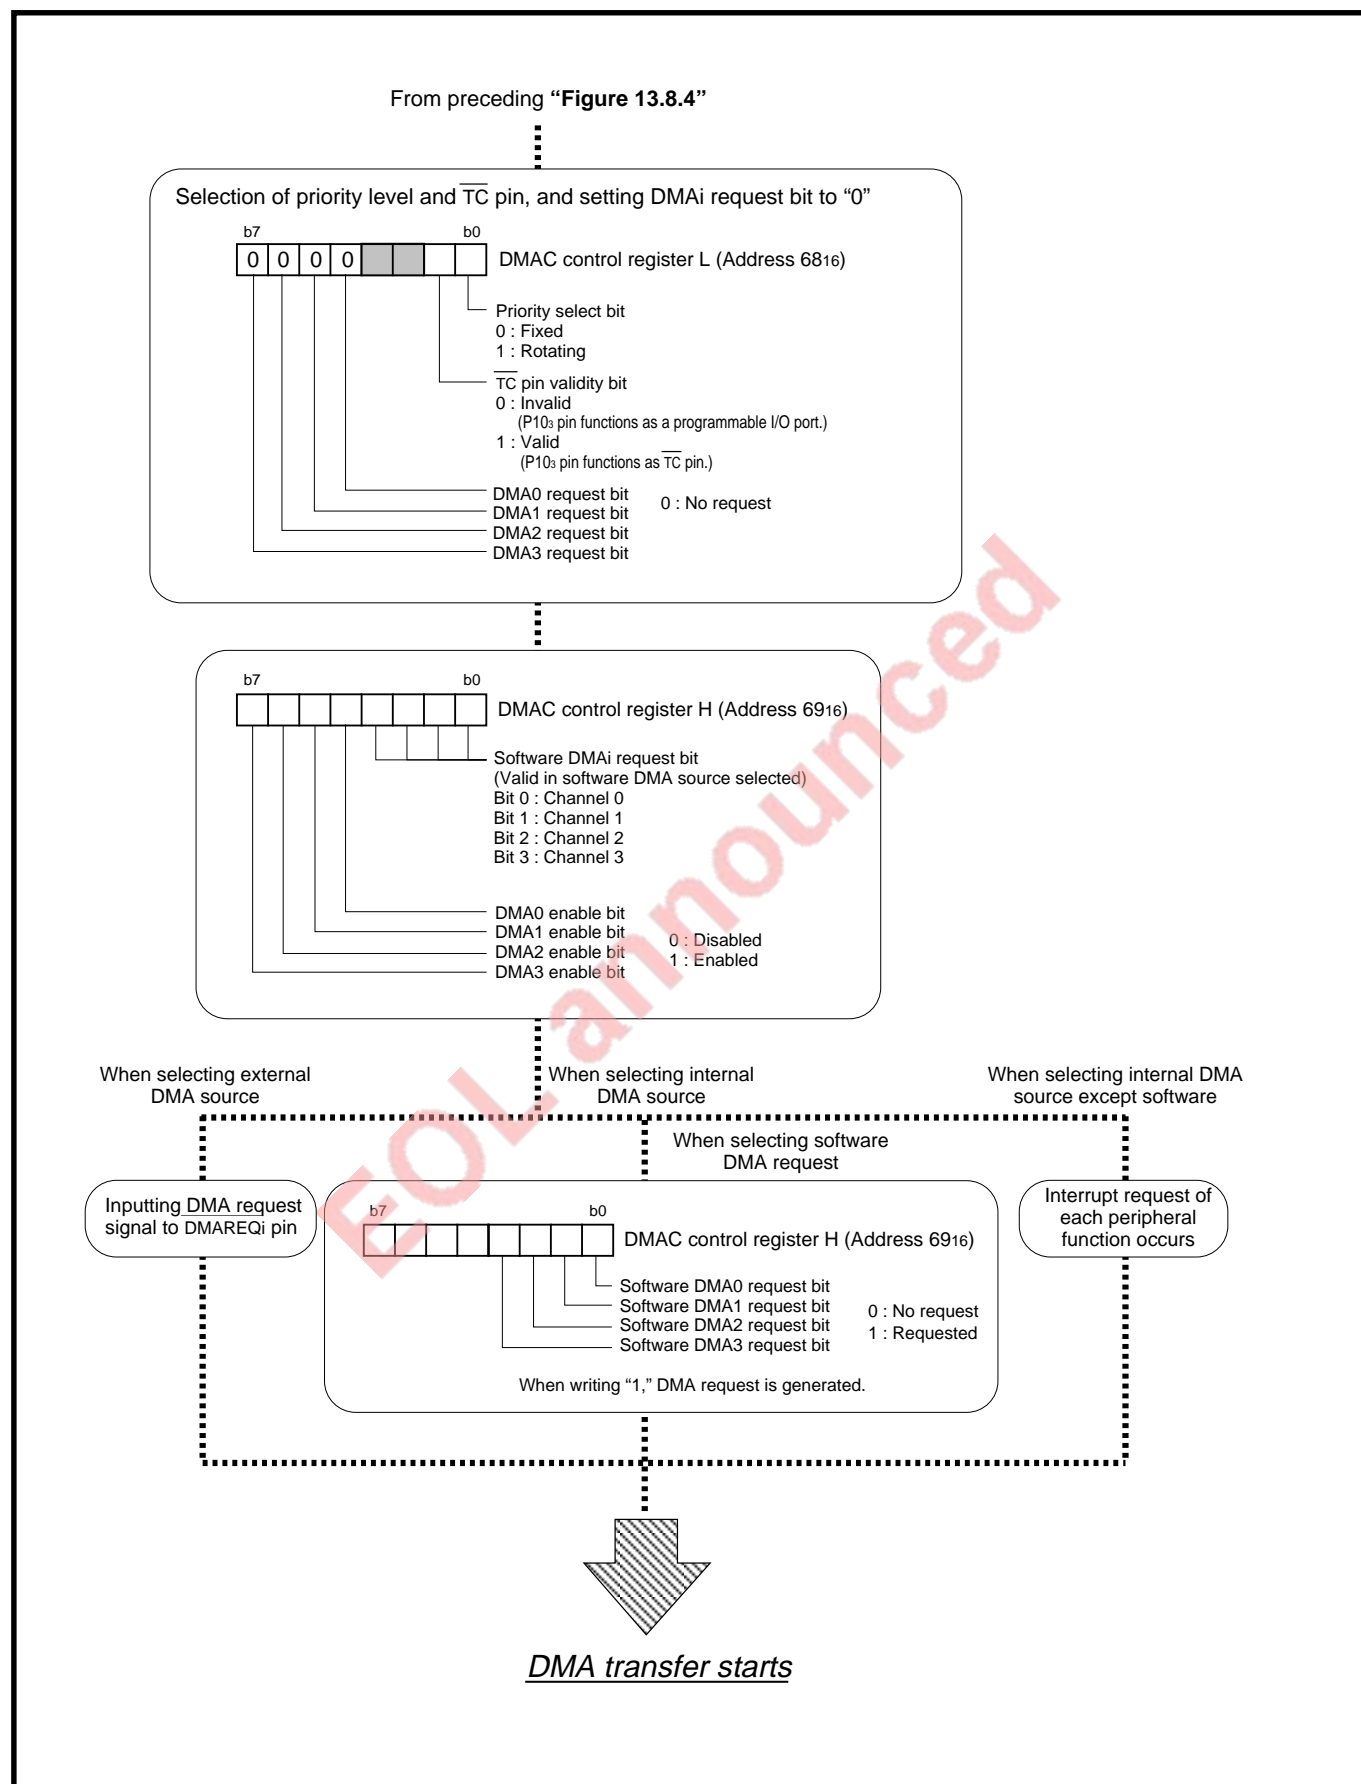 From preceding “Figure 13.8.4”
Selection of priority level and TC pin, and setting DMAi request bit to “0”
b7 b0
0 0 0 0 DMAC control register L (Address 6816)
Priority select bit
0 : Fixed
1 : Rotating
TC pin validity bit
0 : Invalid
(P103 pin functions as a programmable I/O port.)
1 : Valid
(P103 pin functions as TC pin.)
DMA0 request bit
0 : No request
DMA1 request bit
DMA2 request bit
DMA3 request bit
b7 b0
DMAC control register H (Address 6916)
Software DMAi request bit
(Valid in software DMA source selected)
Bit 0 : Channel 0
Bit 1 : Channel 1
Bit 2 : Channel 2
Bit 3 : Channel 3
DMA0 enable bit
DMA1 enable bit
DMA2 enable bit
DMA3 enable bit
0 : Disabled
1 : Enabled
When selecting external
DMA source
When selecting internal
DMA source
When selecting internal DMA
source except software
When selecting software
DMA request
Inputting DMA request
signal to DMAREQi pin
b7 b0
DMAC control register H (Address 6916)
Software DMA0 request bit
Software DMA1 request bit
Software DMA2 request bit
Software DMA3 request bit
0 : No request
1 : Requested
When writing “1,” DMA request is generated.
Interrupt request of
each peripheral
function occurs
DMA transfer starts
EOL announced